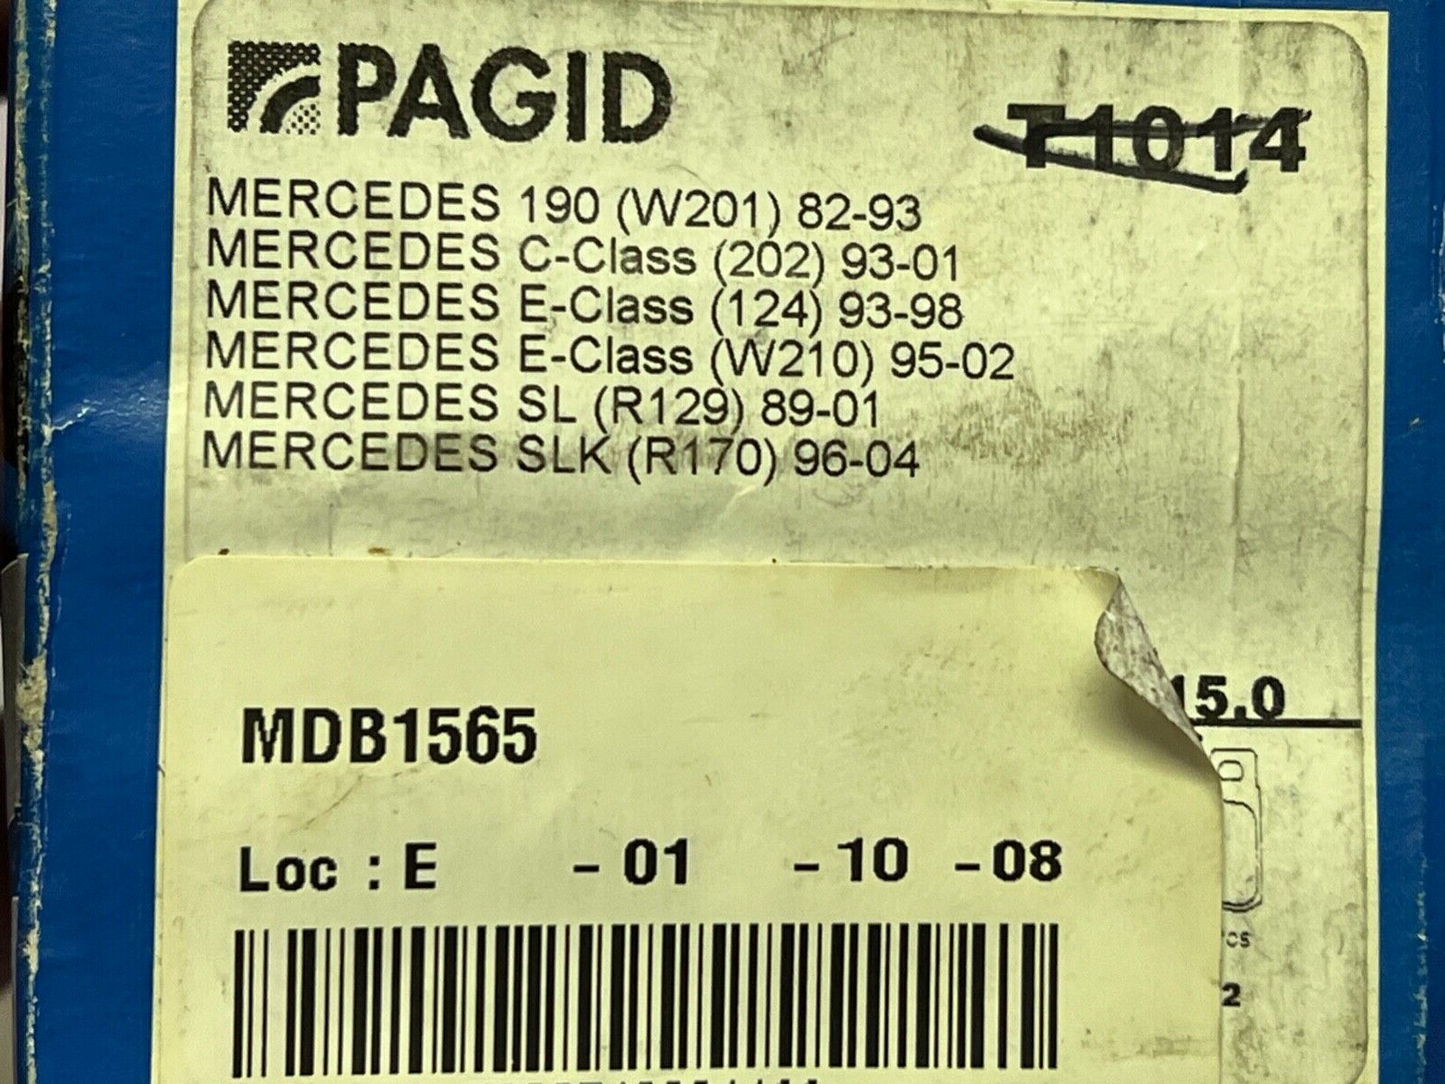 PAGID
T1014
MERCEDES 190 (W201) 82-93
MERCEDES C-Class (202) 93-01
MERCEDES E-Class (124) 93-98
MERCEDES E-Class (W210) 95-02
MERCEDES SL (R129) 89-01
MERCEDES SLK (R170) 96-04
15.0
MDB1565
Loc : E - 01 - 10 - 08
cs
2